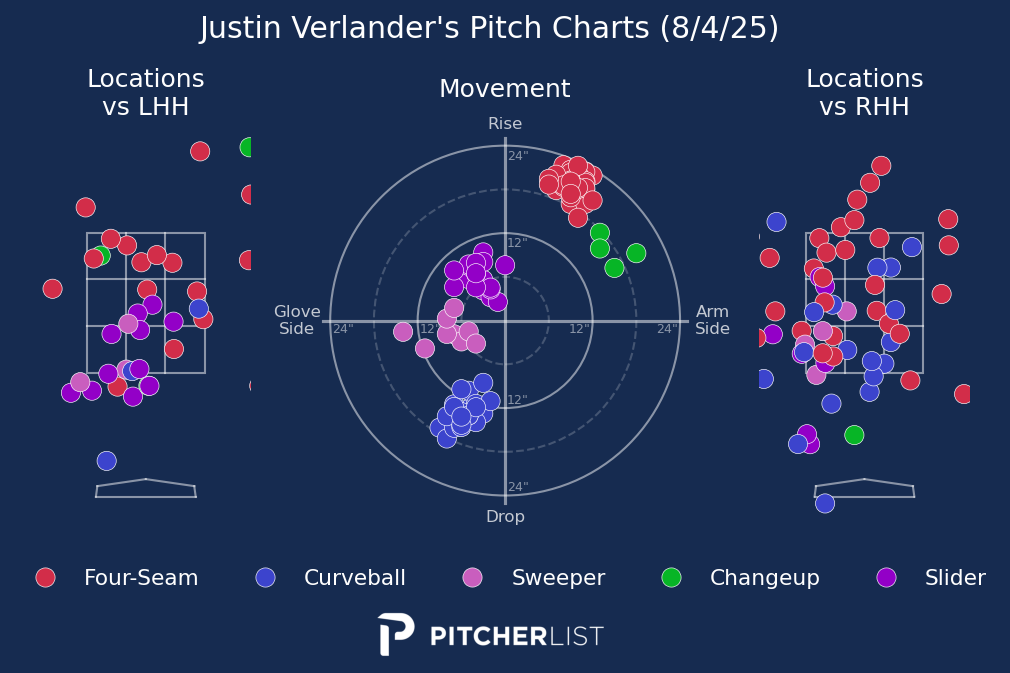 Justin Verlander's Pitch Charts (8/4/25)
Locations
vs LHH
Movement
Locations
vs RHH
Rise
24"
12"
Glove
Side
24"
12"
12"
24"
Arm
Side
12"
24"
Drop
Four-Seam
Curveball
Sweeper
Changeup
Slider
PITCHERLIST